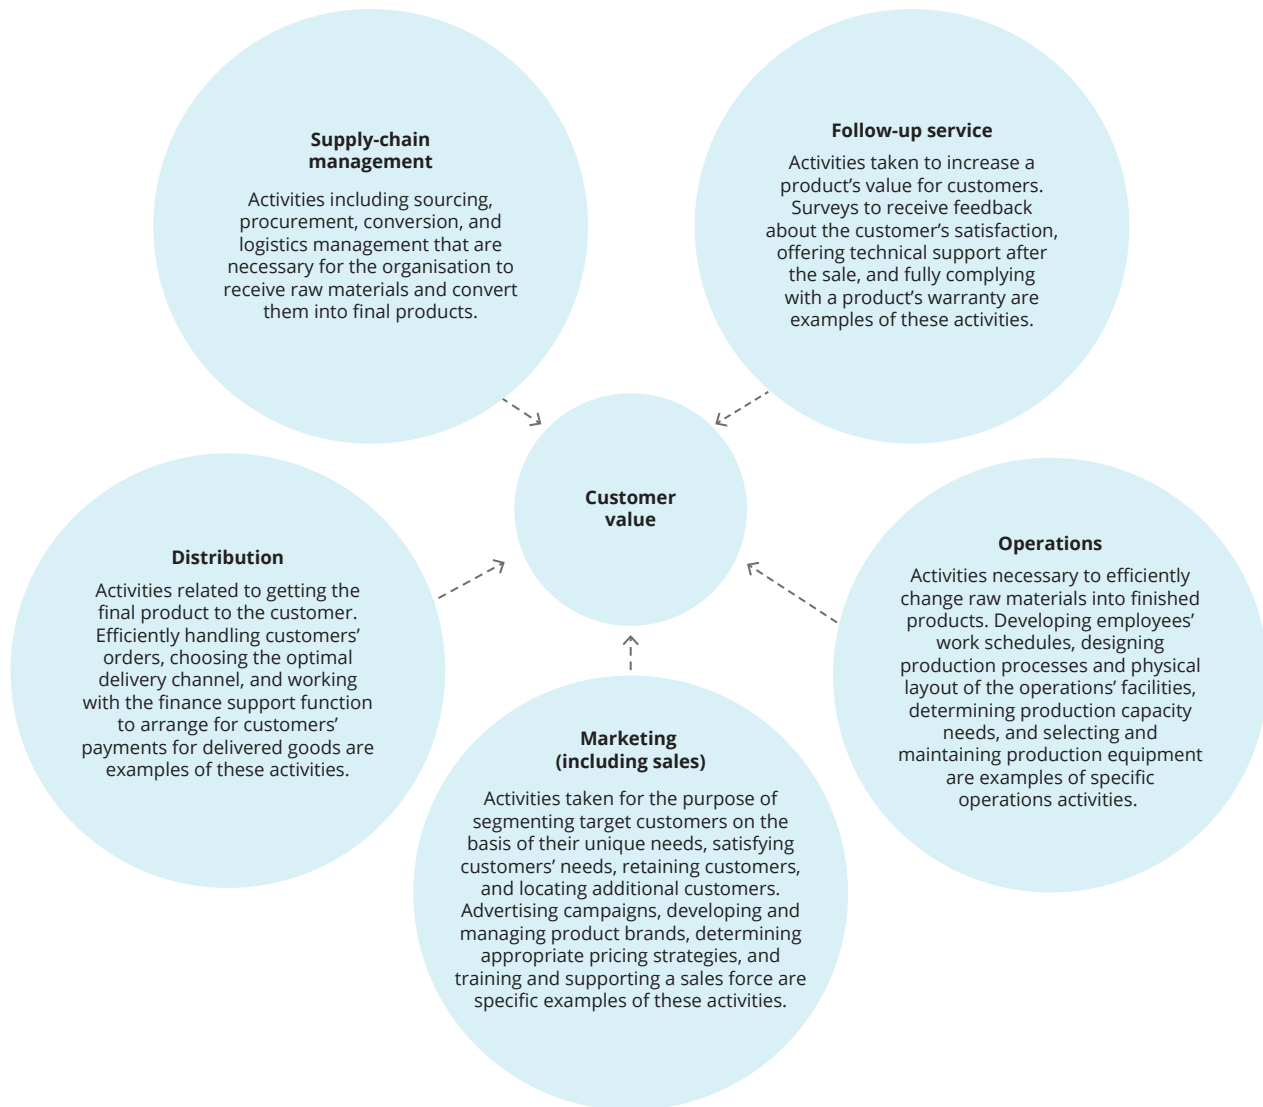 Supply-chain
management
Activities including sourcing,
procurement, conversion, and
logistics management that are
necessary for the organisation to
receive raw materials and convert
them into final products.
Follow-up service
Activities taken to increase a
product’s value for customers.
Surveys to receive feedback
about the customer’s satisfaction,
offering technical support after
the sale, and fully complying
with a product’s warranty are
examples of these activities.
Customer
value
Distribution
Activities related to getting the
final product to the customer.
Efficiently handling customers’
orders, choosing the optimal
delivery channel, and working
with the finance support function
to arrange for customers’
payments for delivered goods are
examples of these activities.
Operations
Activities necessary to efficiently
change raw materials into finished
products. Developing employees’
work schedules, designing
production processes and physical
layout of the operations’ facilities,
determining production capacity
needs, and selecting and
maintaining production equipment
are examples of specific
operations activities.
Marketing
(including sales)
Activities taken for the purpose of
segmenting target customers on the
basis of their unique needs, satisfying
customers’ needs, retaining customers,
and locating additional customers.
Advertising campaigns, developing and
managing product brands, determining
appropriate pricing strategies, and
training and supporting a sales force are
specific examples of these activities.